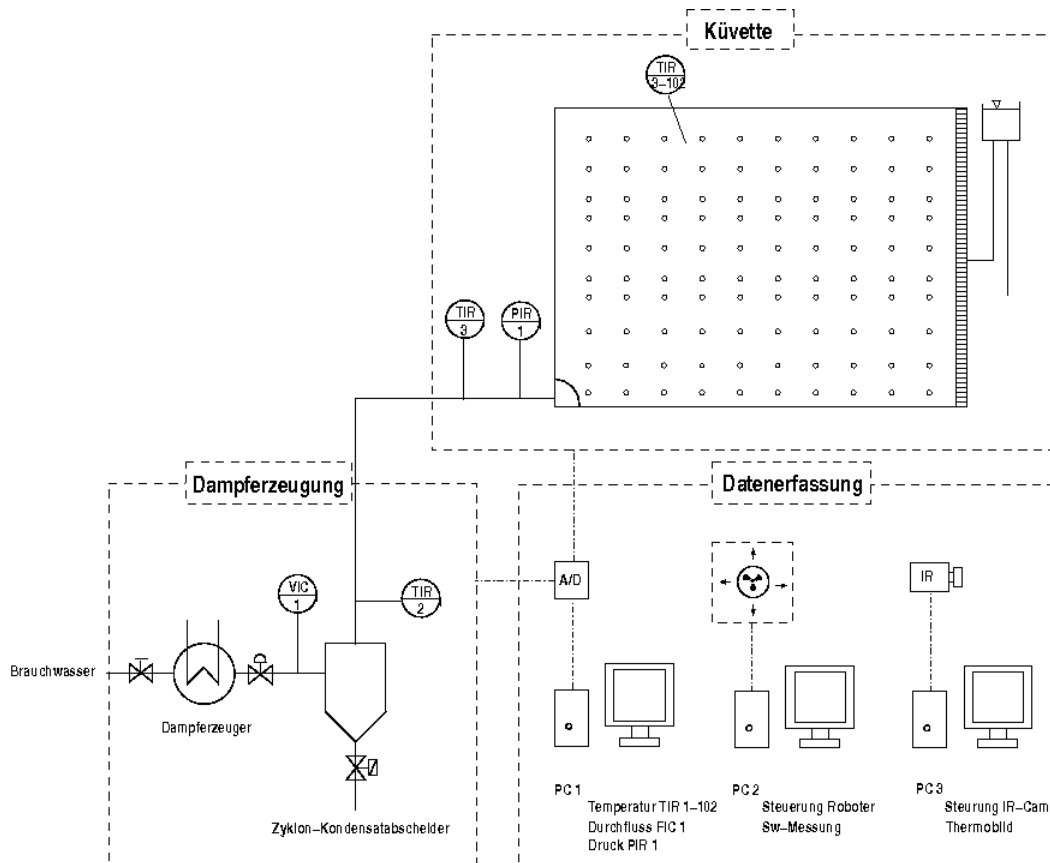 Küvette
TIR
3–102
TIR
3
PIR
1
Dampferzeugung
Datenerfassung
VIC
1
TIR
2
A/D
IR
Brauchwasser
Dampferzeuger
Zyklon–Kondensatabscheider
PC 1
Temperatur TIR 1–102
Durchfluss FIC 1
Druck PIR 1
PC 2
Steuerung Roboter
Sw–Messung
PC 3
Steurung IR–Cam
Thermobild